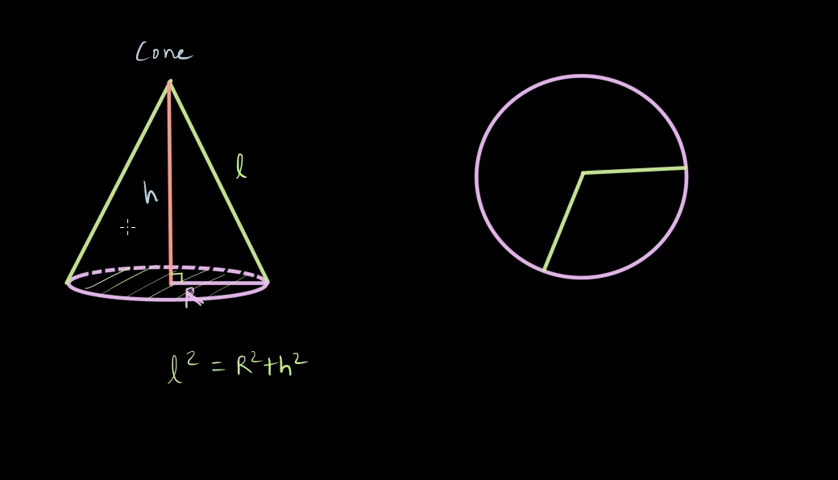 Cone
l
h
R
l² = R²+h²